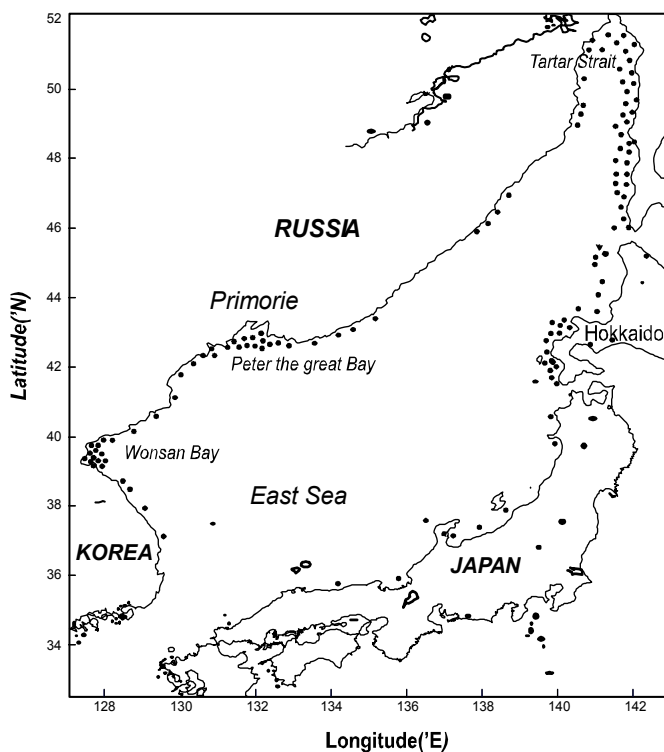 52
Tartar Strait
50
48
46
RUSSIA
44
Primorie
Hokkaido
42
Peter the great Bay
40
Wonsan Bay
38
East Sea
KOREA
JAPAN
36
34
128
130
132
134
136
138
140
142
Latitude('N)
Longitude('E)